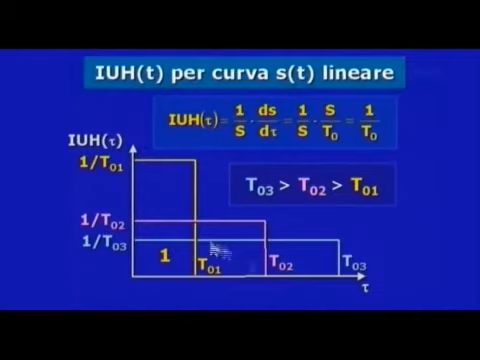 IUH(t) per curva s(t) lineare
IUH(τ) = 1/S · ds/dτ = 1/S · S/T₀ = 1/T₀
IUH(τ)
1/T₀₁
T₀₃ > T₀₂ > T₀₁
1/T₀₂
1/T₀₃
1
T₀₁
T₀₂
T₀₃
τ